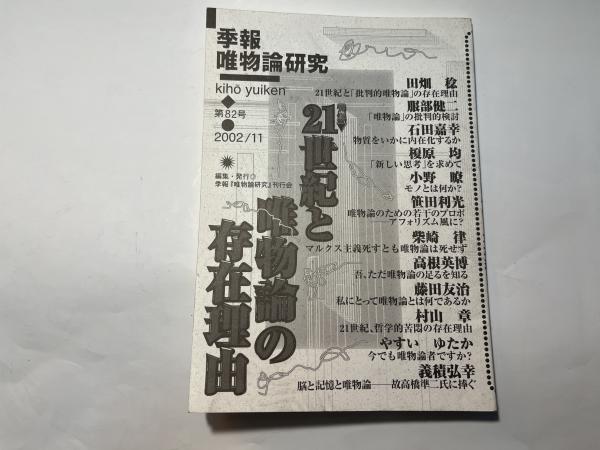 季報
唯物論研究
kihō yuiken
第82号
2002/11
編集・発行◎
季報『唯物論研究』刊行会
特集
21世紀と
唯物論の
存在理由
田畑 稔
21世紀と「批判的唯物論」の存在理由
服部健二
「唯物論」の批判的検討
石田嘉幸
物質をいかに内在化するか
榎原 均
「新しい思考」を求めて
小野 暸
モノとは何か?
笹田利光
唯物論のための若干のプロポ
アフォリズム風に?
柴崎 律
マルクス主義死すとも唯物論は死せず
高根英博
吾、ただ唯物論の足るを知る
藤田友治
私にとって唯物論とは何であるか
村山 章
21世紀、哲学的苦悶の存在理由
やすい ゆたか
今でも唯物論者ですか?
義積弘幸
脳と記憶と唯物論──故高橋準二氏に捧ぐ